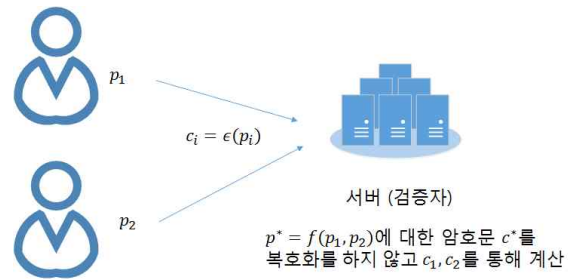 p₁
cᵢ = ϵ(pᵢ)
p₂
서버 (검증자)
p* = f(p₁, p₂)에 대한 암호문 c*를
복호화를 하지 않고 c₁, c₂를 통해 계산